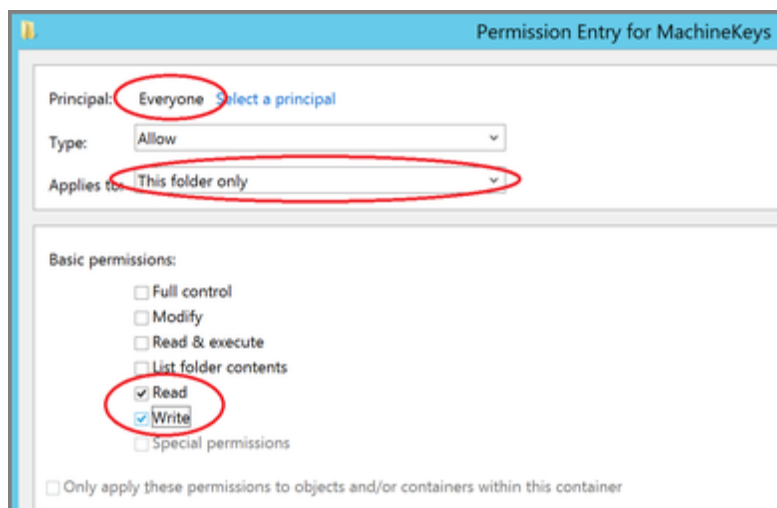 Permission Entry for MachineKeys
Principal: Everyone Select a principal
Type: Allow
Applies to: This folder only
Basic permissions:
Full control
Modify
Read & execute
List folder contents
Read
Write
Special permissions
Only apply these permissions to objects and/or containers within this container